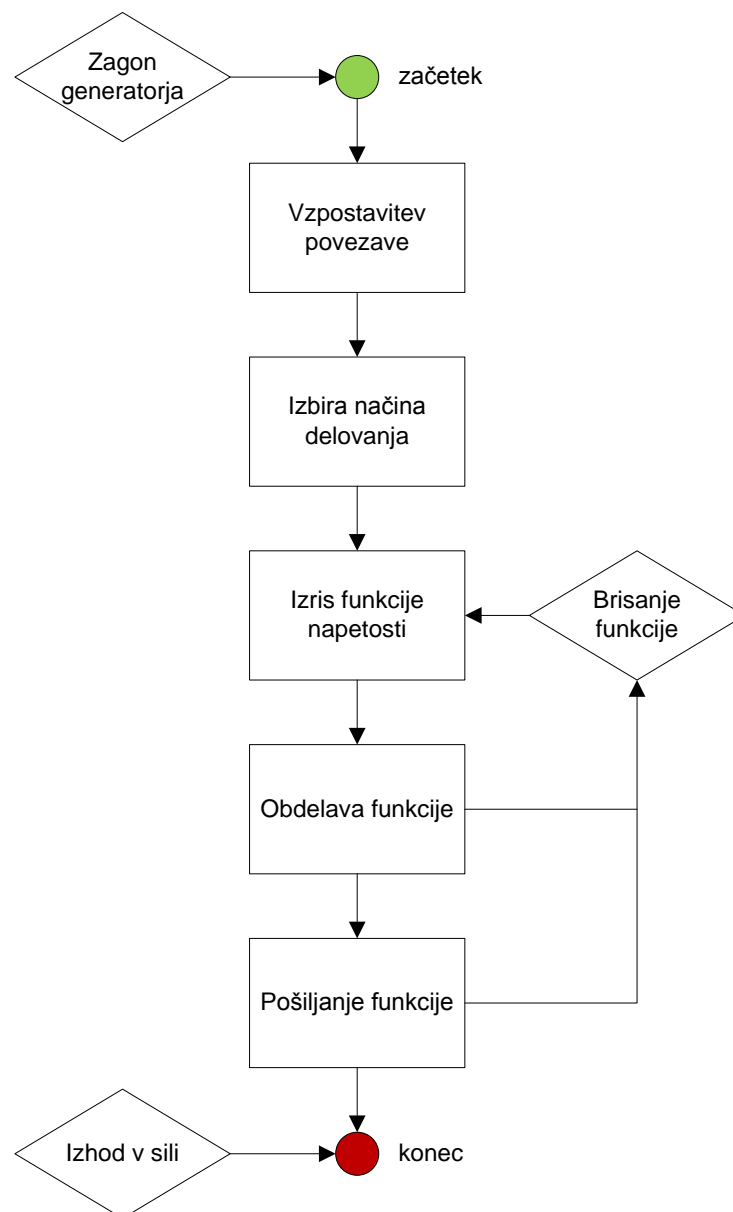 Zagon
generatorja
začetek
Vzpostavitev
povezave
Izbira načina
delovanja
Izris funkcije
napetosti
Brisanje
funkcije
Obdelava funkcije
Pošiljanje funkcije
Izhod v sili
konec